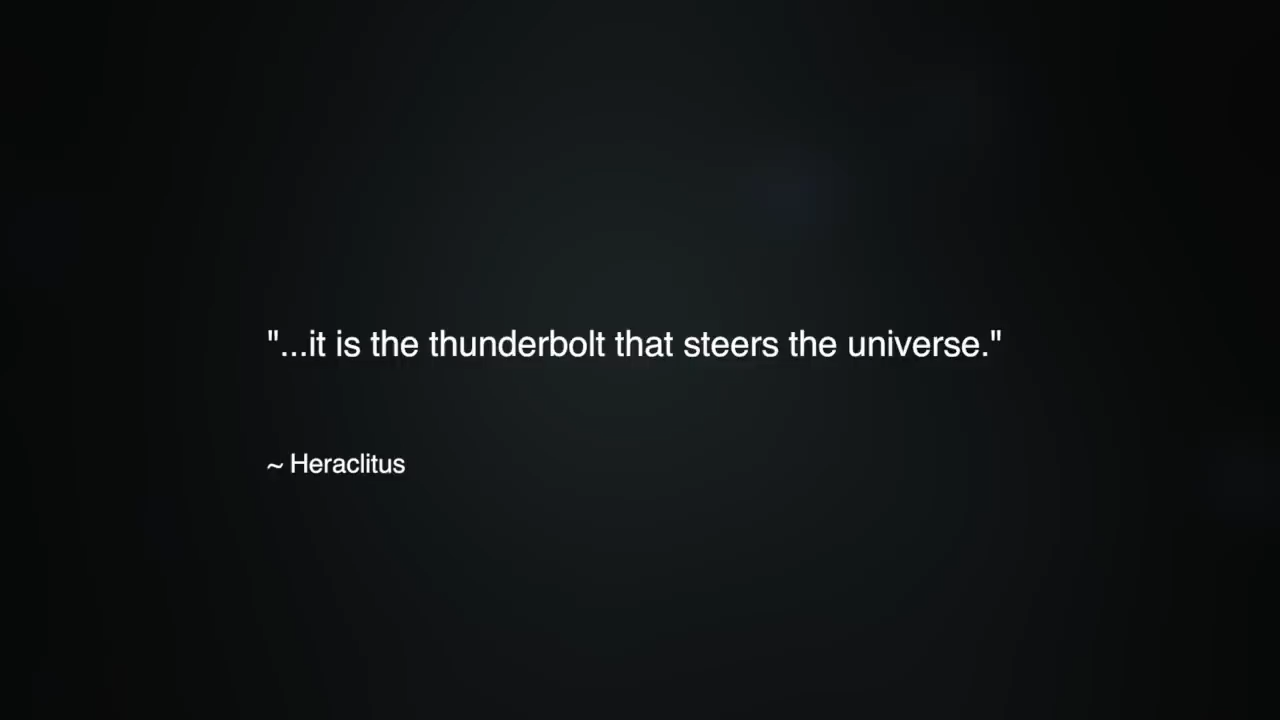 "...it is the thunderbolt that steers the universe."
~ Heraclitus